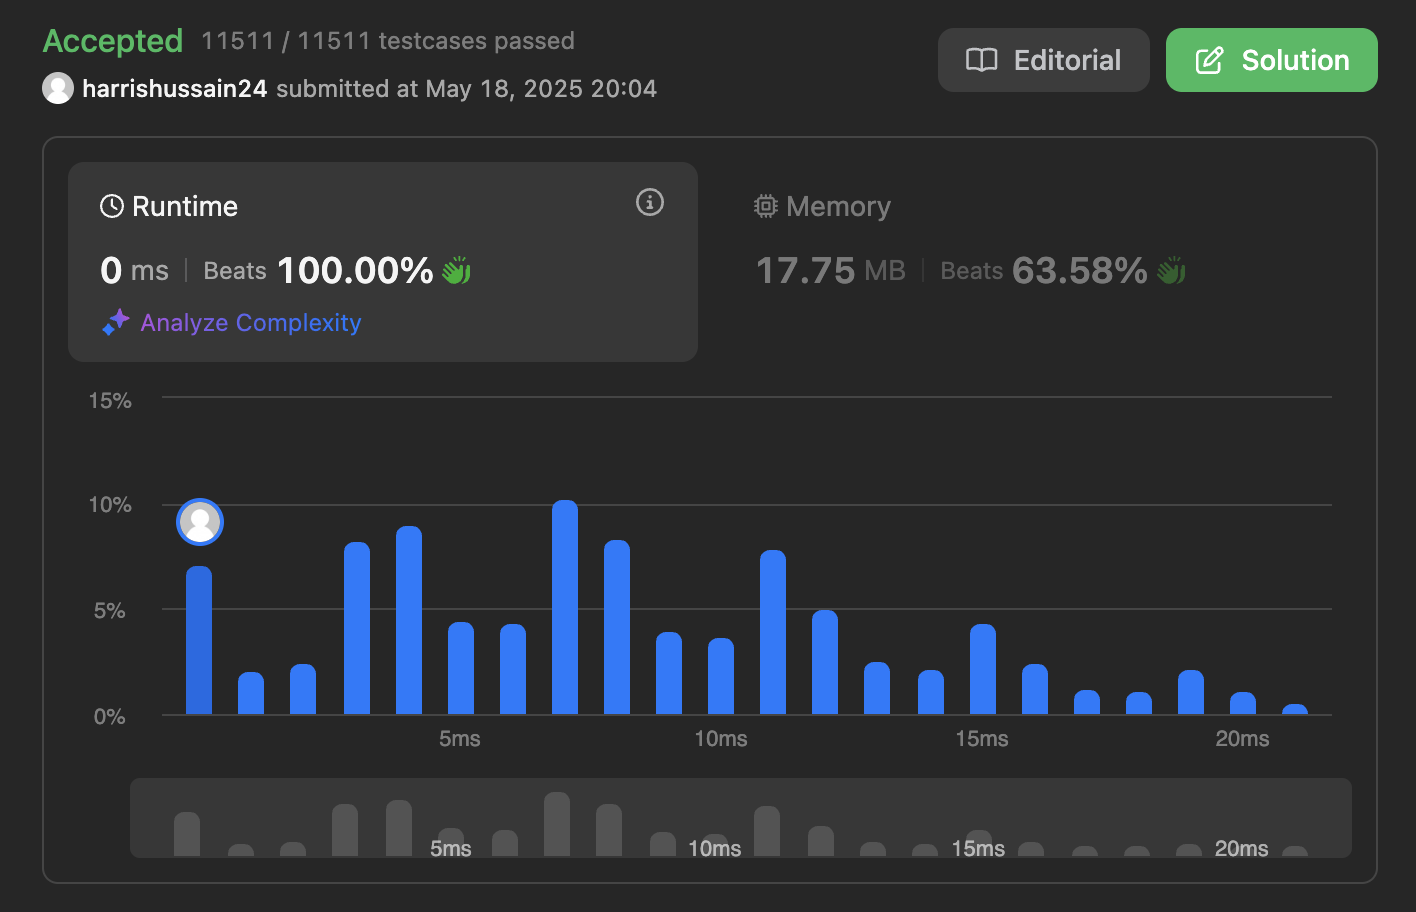 Accepted 11511 / 11511 testcases passed
harrishussain24 submitted at May 18, 2025 20:04
Editorial
Solution
Runtime
0 ms | Beats 100.00%
Analyze Complexity
Memory
17.75 MB | Beats 63.58%
15%
10%
5%
0%
5ms 10ms 15ms 20ms
5ms 10ms 15ms 20ms